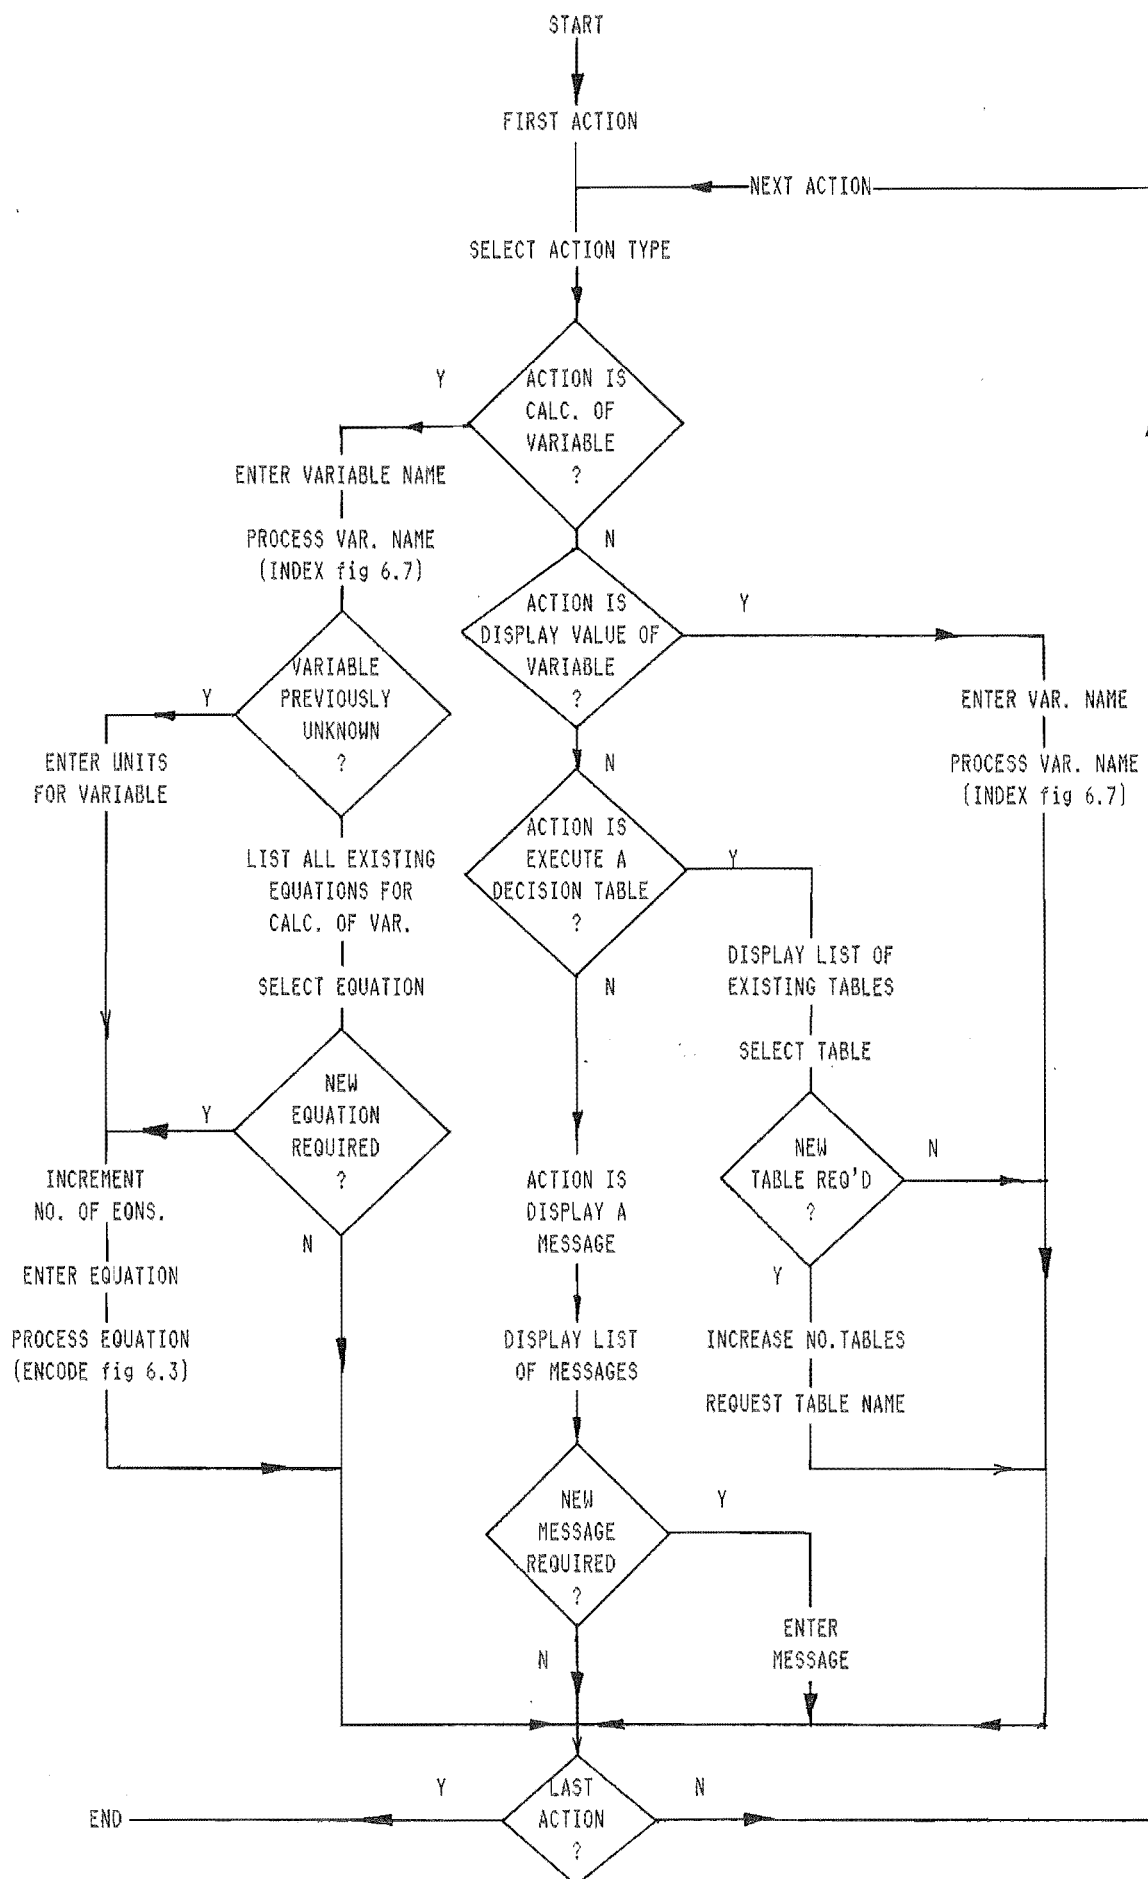 START
FIRST ACTION
NEXT ACTION
SELECT ACTION TYPE
Y
ACTION IS
CALC. OF
VARIABLE
?
ENTER VARIABLE NAME
PROCESS VAR. NAME
(INDEX fig 6.7)
N
ACTION IS
DISPLAY VALUE OF
VARIABLE
?
Y
ENTER VAR. NAME
PROCESS VAR. NAME
(INDEX fig 6.7)
VARIABLE
PREVIOUSLY
UNKNOWN
?
Y
ENTER UNITS
FOR VARIABLE
N
ACTION IS
EXECUTE A
DECISION TABLE
?
Y
LIST ALL EXISTING
EQUATIONS FOR
CALC. OF VAR.
SELECT EQUATION
N
DISPLAY LIST OF
EXISTING TABLES
SELECT TABLE
NEW
EQUATION
REQUIRED
?
Y
INCREMENT
NO. OF EQNS.
N
ENTER EQUATION
PROCESS EQUATION
(ENCODE fig 6.3)
ACTION IS
DISPLAY A
MESSAGE
NEW
TABLE REQ'D
?
N
Y
INCREASE NO.TABLES
REQUEST TABLE NAME
DISPLAY LIST
OF MESSAGES
NEW
MESSAGE
REQUIRED
?
Y
ENTER
MESSAGE
N
Y
LAST
ACTION
?
N
END